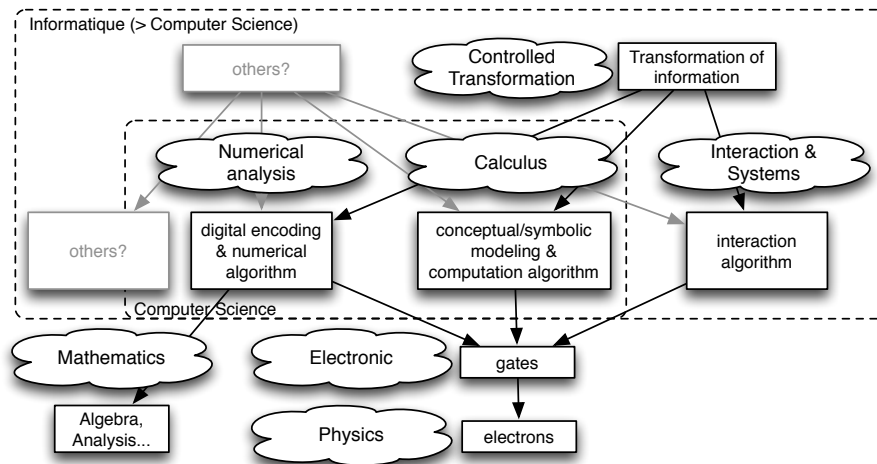 Informatique (> Computer Science)
others?
Controlled
Transformation
Transformation of
information
Numerical
analysis
Calculus
Interaction &
Systems
others?
digital encoding
& numerical
algorithm
conceptual/symbolic
modeling &
computation algorithm
interaction
algorithm
Computer Science
Mathematics
Electronic
gates
Algebra,
Analysis...
Physics
electrons